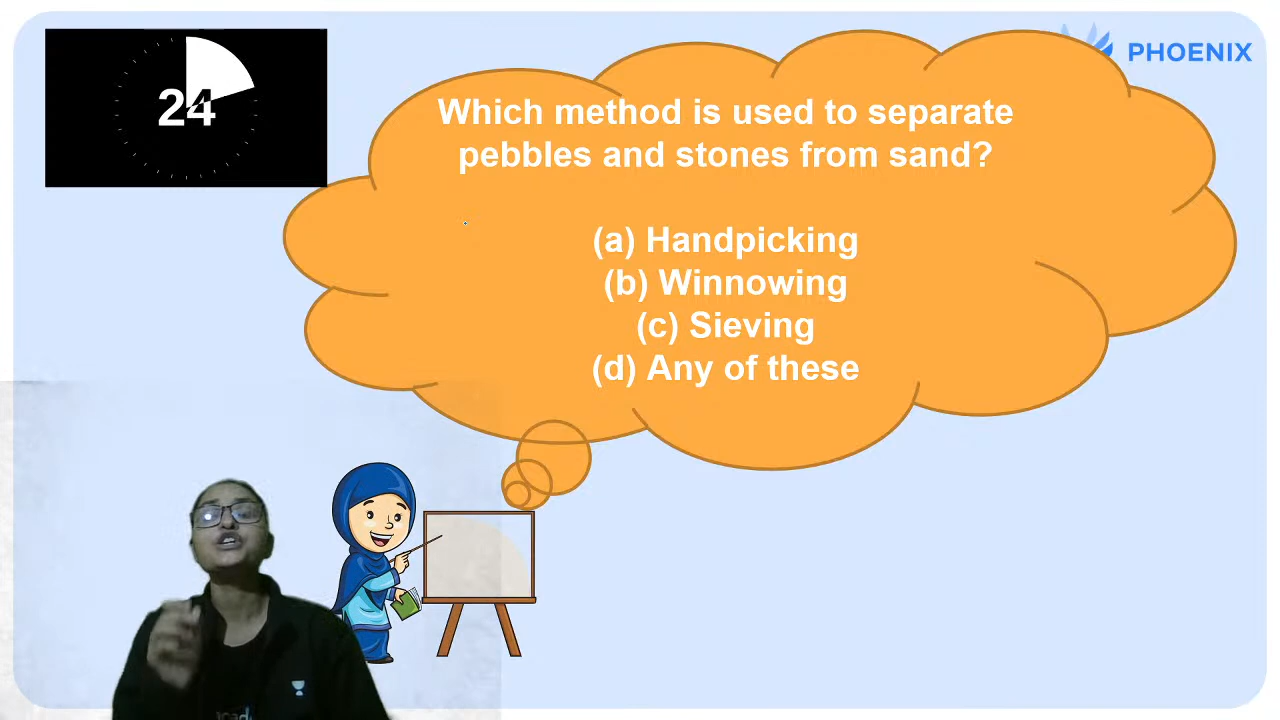 24
PHOENIX
Which method is used to separate
pebbles and stones from sand?
(a) Handpicking
(b) Winnowing
(c) Sieving
(d) Any of these